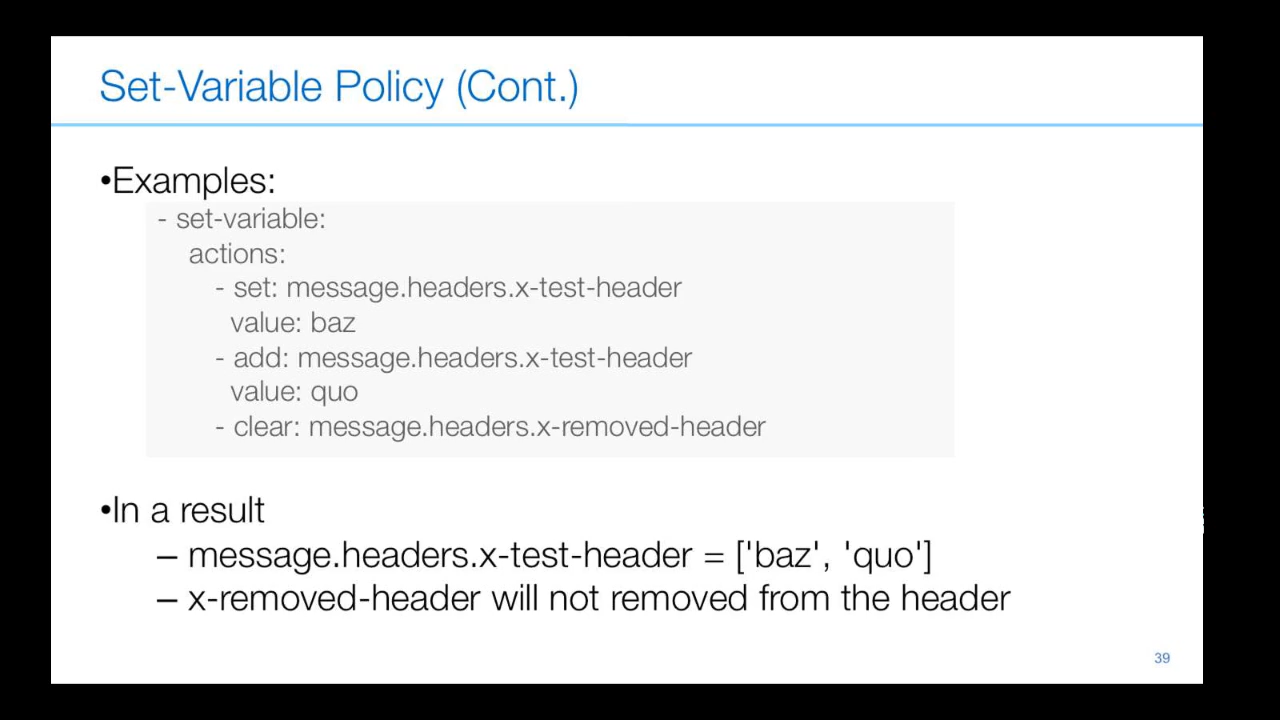 Set-Variable Policy (Cont.)
•Examples:
- set-variable:
actions:
- set: message.headers.x-test-header
value: baz
- add: message.headers.x-test-header
value: quo
- clear: message.headers.x-removed-header
•In a result
– message.headers.x-test-header = ['baz', 'quo']
– x-removed-header will not removed from the header
39